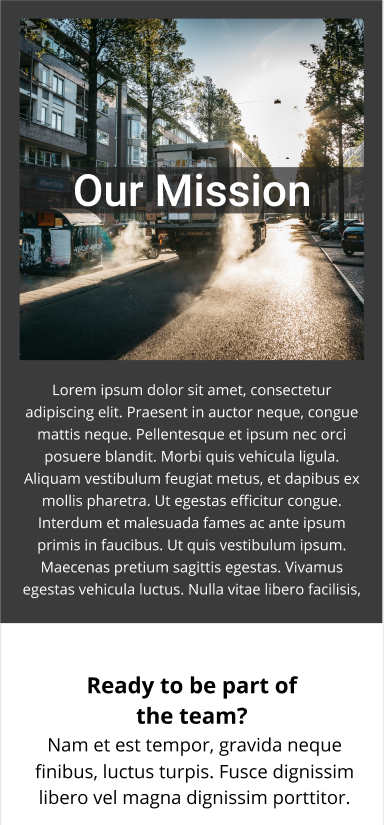 Our Mission
Lorem ipsum dolor sit amet, consectetur
adipiscing elit. Praesent in auctor neque, congue
mattis neque. Pellentesque et ipsum nec orci
posuere blandit. Morbi quis vehicula ligula.
Aliquam vestibulum feugiat metus, et dapibus ex
mollis pharetra. Ut egestas efficitur congue.
Interdum et malesuada fames ac ante ipsum
primis in faucibus. Ut quis vestibulum ipsum.
Maecenas pretium sagittis egestas. Vivamus
egestas vehicula luctus. Nulla vitae libero facilisis,
Ready to be part of
the team?
Nam et est tempor, gravida neque
finibus, luctus turpis. Fusce dignissim
libero vel magna dignissim porttitor.